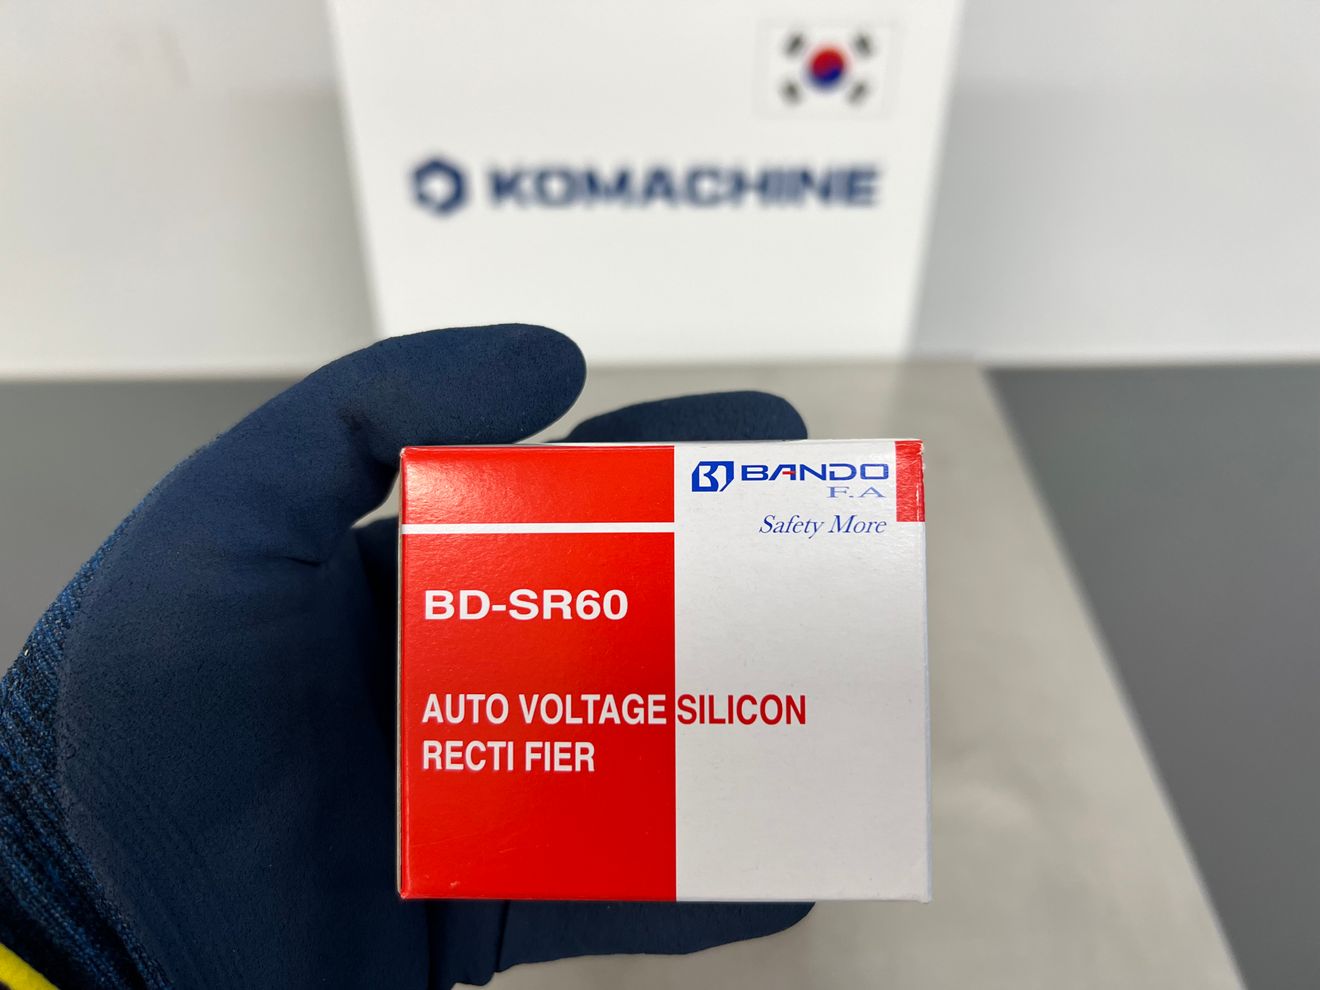 KOMACHINE
BANDO
F.A
Safety More
BD-SR60
AUTO VOLTAGE SILICON
RECTI FIER